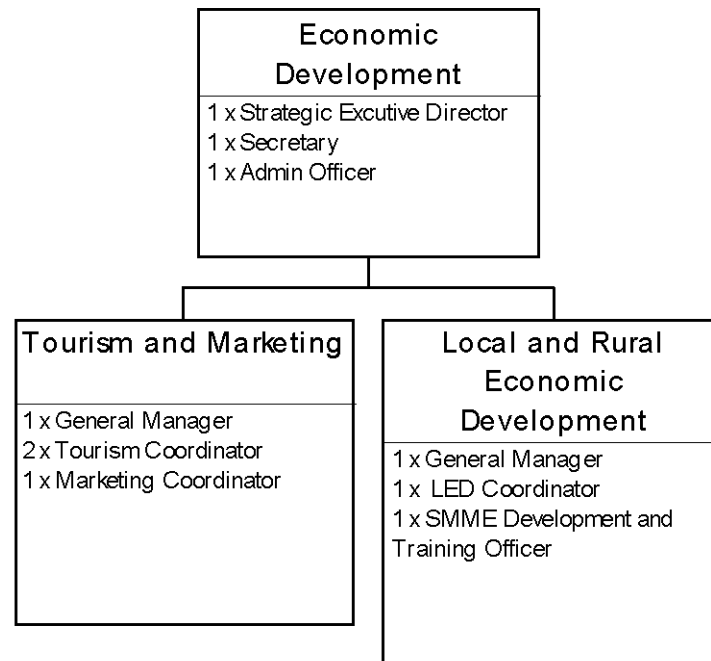 Economic
Development
1 x Strategic Excutive Director
1 x Secretary
1 x Admin Officer
Tourism and Marketing
1 x General Manager
2 x Tourism Coordinator
1 x Marketing Coordinator
Local and Rural
Economic
Development
1 x General Manager
1 x LED Coordinator
1 x SMME Development and
Training Officer